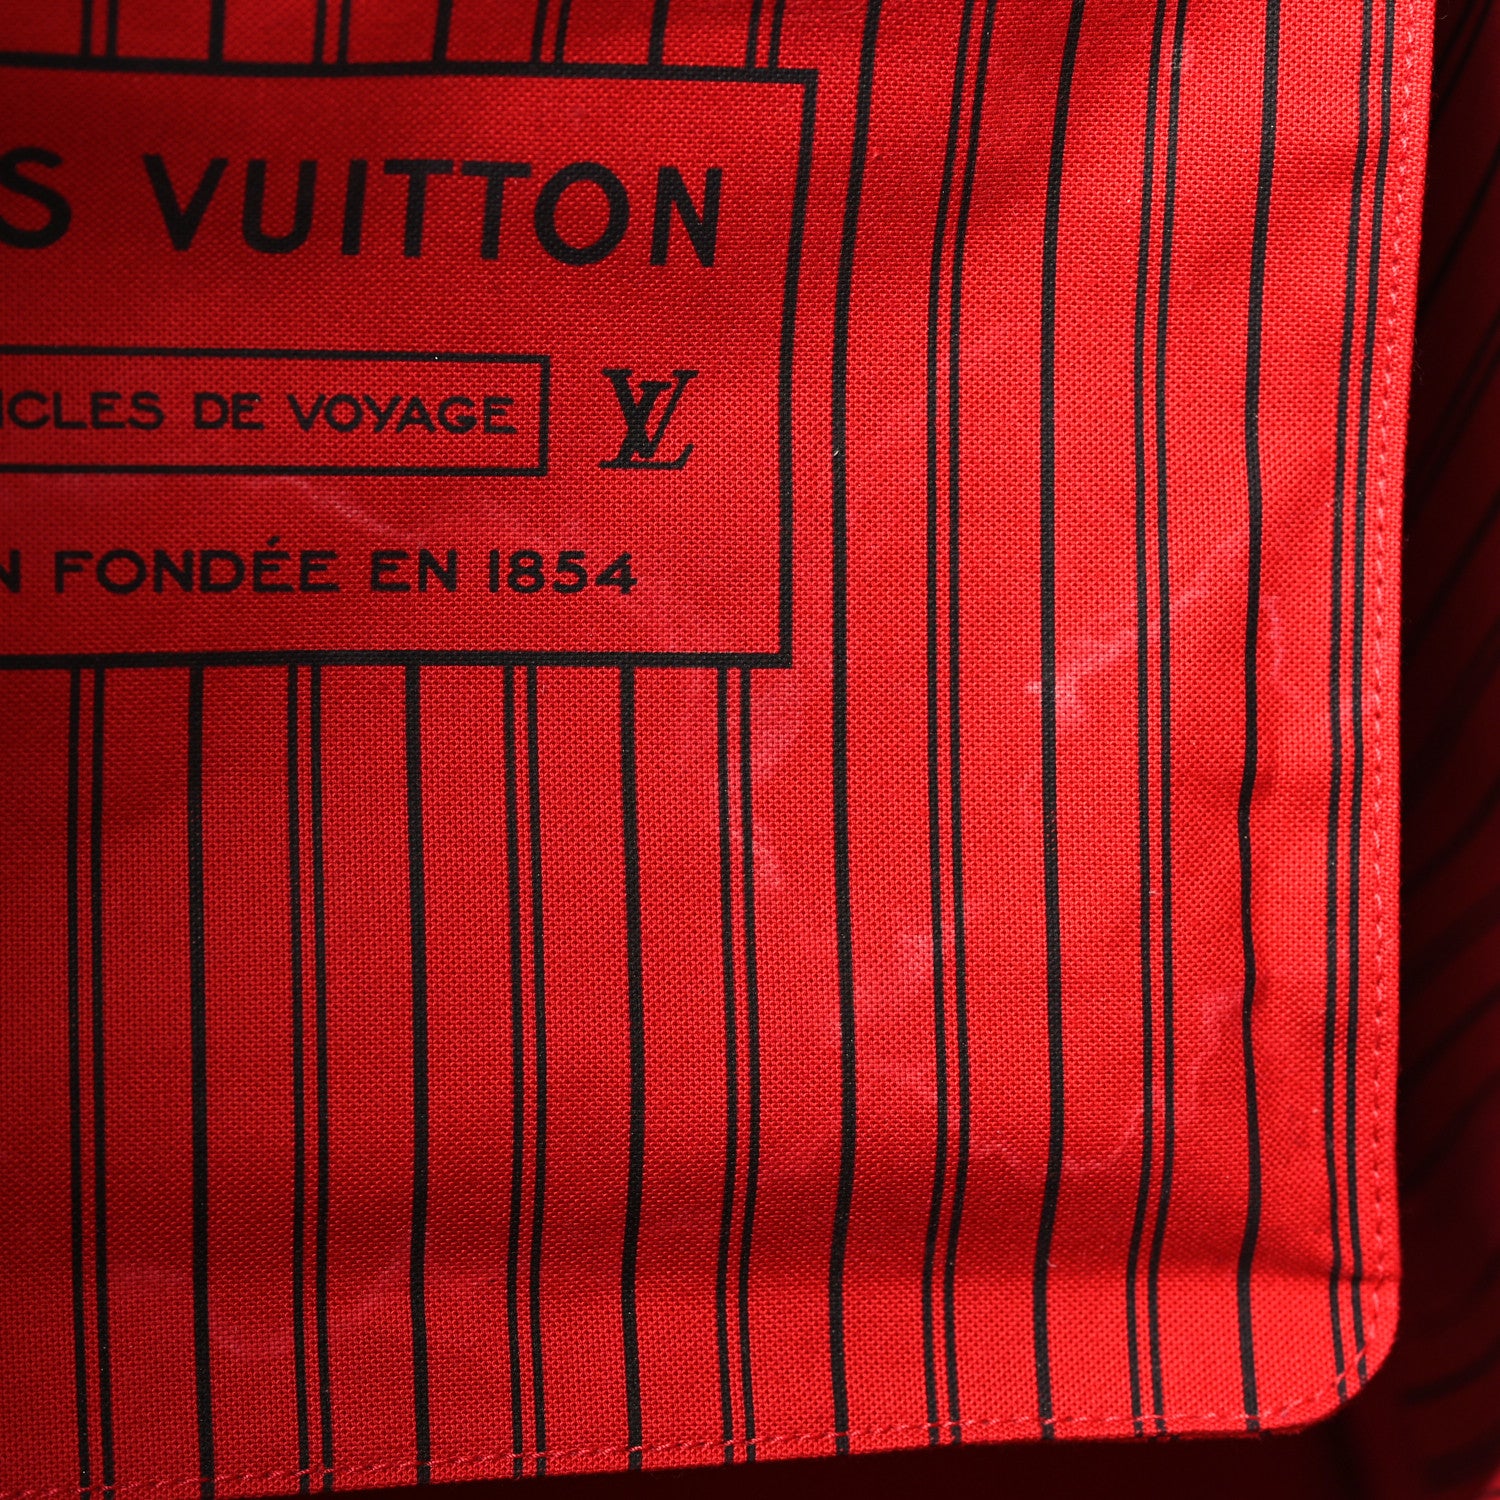 S VUITTON
ICLES DE VOYAGE LV
N FONDÉE EN 1854